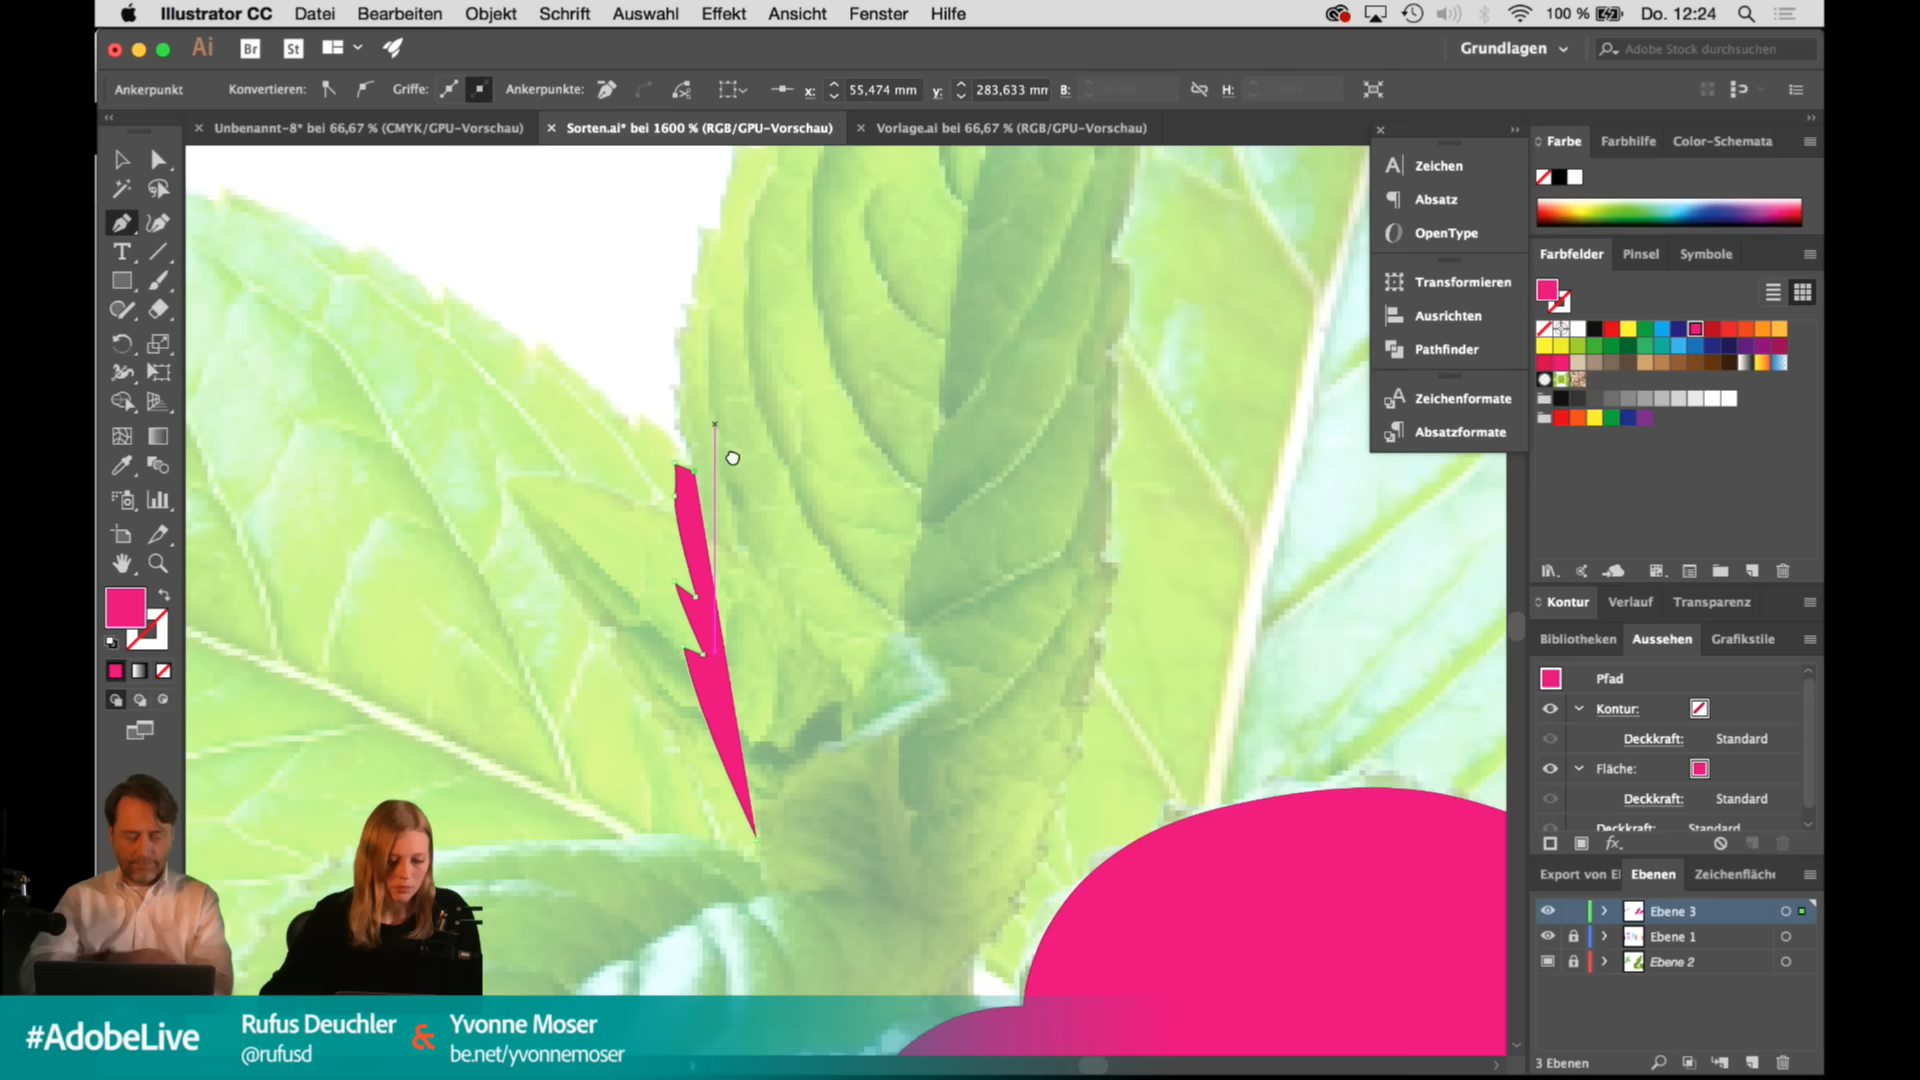 Illustrator CC Datei Bearbeiten Objekt Schrift Auswahl Effekt Ansicht Fenster Hilfe 100 % Do. 12:24
Ai Br St Grundlagen Adobe Stock durchsuchen
Ankerpunkt Konvertieren: Griffe: Ankerpunkte: x: 55,474 mm y: 283,633 mm B: H:
Unbenannt-8* bei 66,67 % (CMYK/GPU-Vorschau) Sorten.ai* bei 1600 % (RGB/GPU-Vorschau) Vorlage.ai bei 66,67 % (RGB/GPU-Vorschau)
Zeichen
Absatz
OpenType
Transformieren
Ausrichten
Pathfinder
Zeichenformate
Absatzformate
Farbe Farbhilfe Color-Schemata
Farbfelder Pinsel Symbole
Kontur Verlauf Transparenz
Bibliotheken Aussehen Grafikstile
Pfad
Kontur:
Deckkraft: Standard
Fläche:
Deckkraft: Standard
Deckkraft: Standard
fx.
Export von El Ebenen Zeichenfläche
Ebene 3
Ebene 1
Ebene 2
3 Ebenen
#AdobeLive
Rufus Deuchler
@rufusd
&
Yvonne Moser
be.net/yvonnemoser